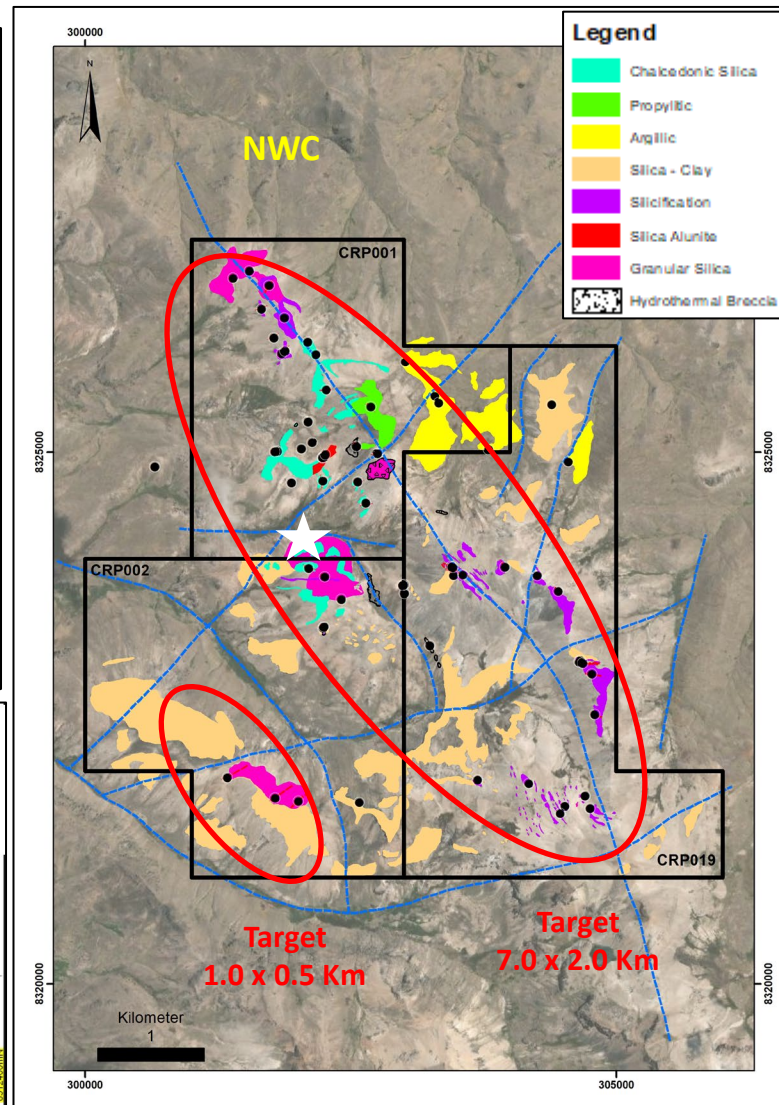 300000
Legend
Chalcedonic Silica
Propylitic
Argillic
Silica - Clay
Silicification
Silica Alunite
Granular Silica
Hydrothermal Breccia
N
NWC
CRP001
8325000
8325000
CRP002
CRP019
Target
1.0 x 0.5 Km
Target
7.0 x 2.0 Km
8320000
8320000
Kilometer
1
300000
305000